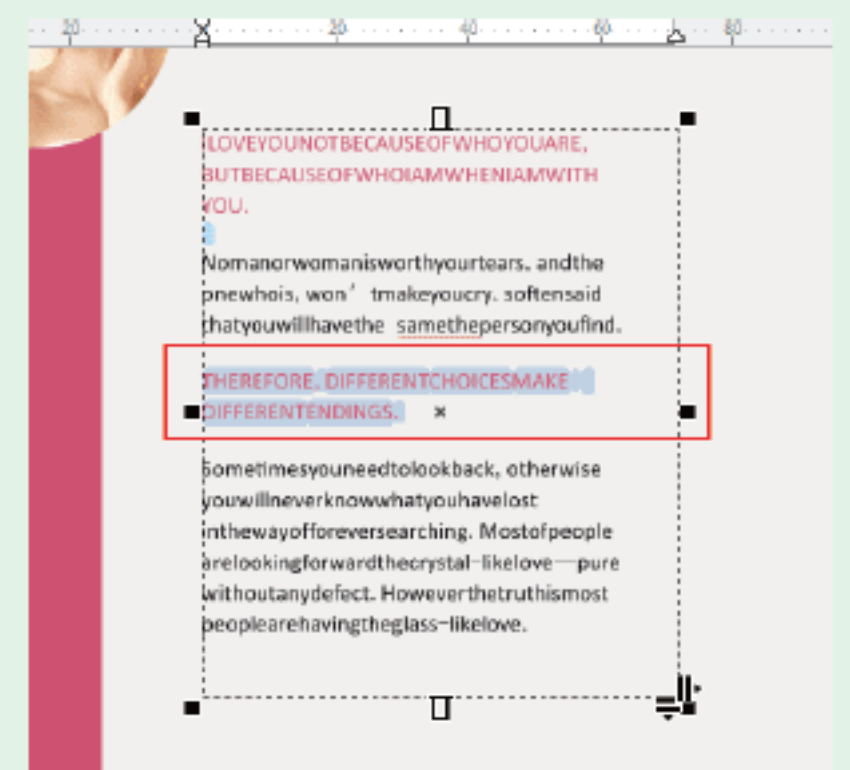 20 20 40 60 80
ILOVEYOUNOTBECAUSEOFWHOYOUARE,
BUTBECAUSEOFWHOIAMWHENIAMWITH
YOU.
Nomanorwomanisworthyourtears. andthe
onewhois, won’tmakeyoucry. softensaid
thatyouwillhavethe samethepersonyoufind.
THEREFORE, DIFFERENTCHOICESMAKE
DIFFERENTENDINGS.
Sometimesyouneedtolookback, otherwise
youwillneverknowwhatyouhavelost
inthewayofforeversearching. Mostofpeople
arelookingforwardthecrystal-likelove—pure
withoutanydefect. Howeverthetruthismost
peoplearehavingtheglass-likelove.